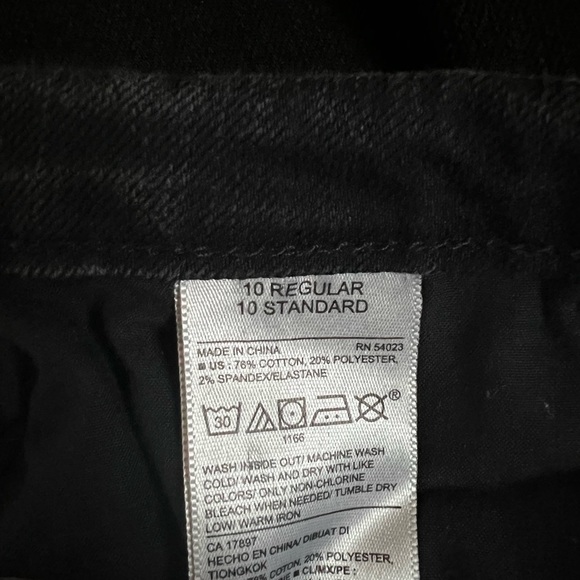 10 REGULAR
10 STANDARD
MADE IN CHINA RN 54023
■ US : 78% COTTON, 20% POLYESTER,
2% SPANDEX/ELASTANE
30 ®
1166
WASH INSIDE OUT/ MACHINE WASH
COLD/ WASH AND DRY WITH LIKE
COLORS/ ONLY NON-CHLORINE
BLEACH WHEN NEEDED/ TUMBLE DRY
LOW/ WARM IRON
CA 17897
HECHO EN CHINA/ DIBUAT DI
TIONGKOK ■ CL/MX/PE :
78% COTTON, 20% POLYESTER,